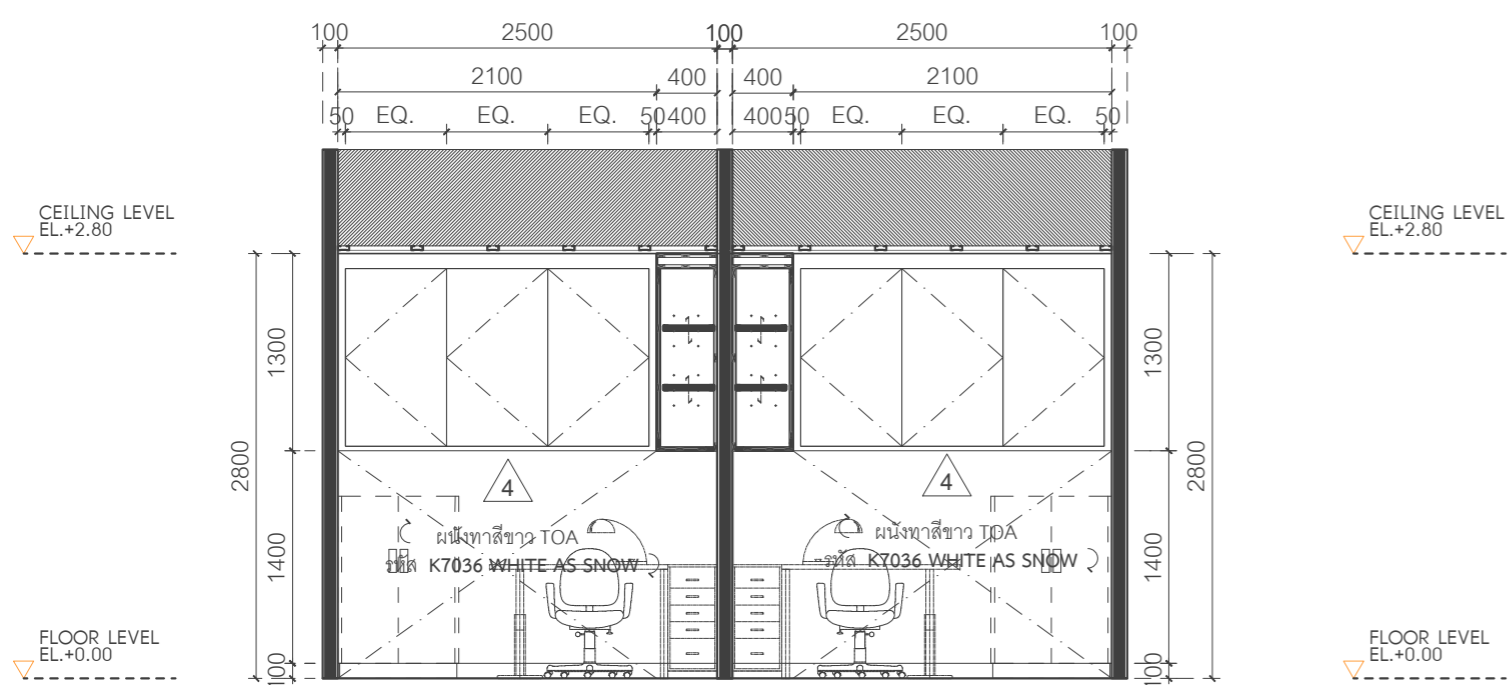 100 2500 100 2500 100
2100 400 400 2100
50 EQ. EQ. EQ. 50 400 400 50 EQ. EQ. EQ. 50
CEILING LEVEL
EL.+2.80
CEILING LEVEL
EL.+2.80
1300
1300
2800
2800
4
4
ผนังทาสีขาว TOA
รหัส K7036 WHITE AS SNOW
ผนังทาสีขาว TOA
รหัส K7036 WHITE AS SNOW
1400
1400
FLOOR LEVEL
EL.+0.00
FLOOR LEVEL
EL.+0.00
100
100